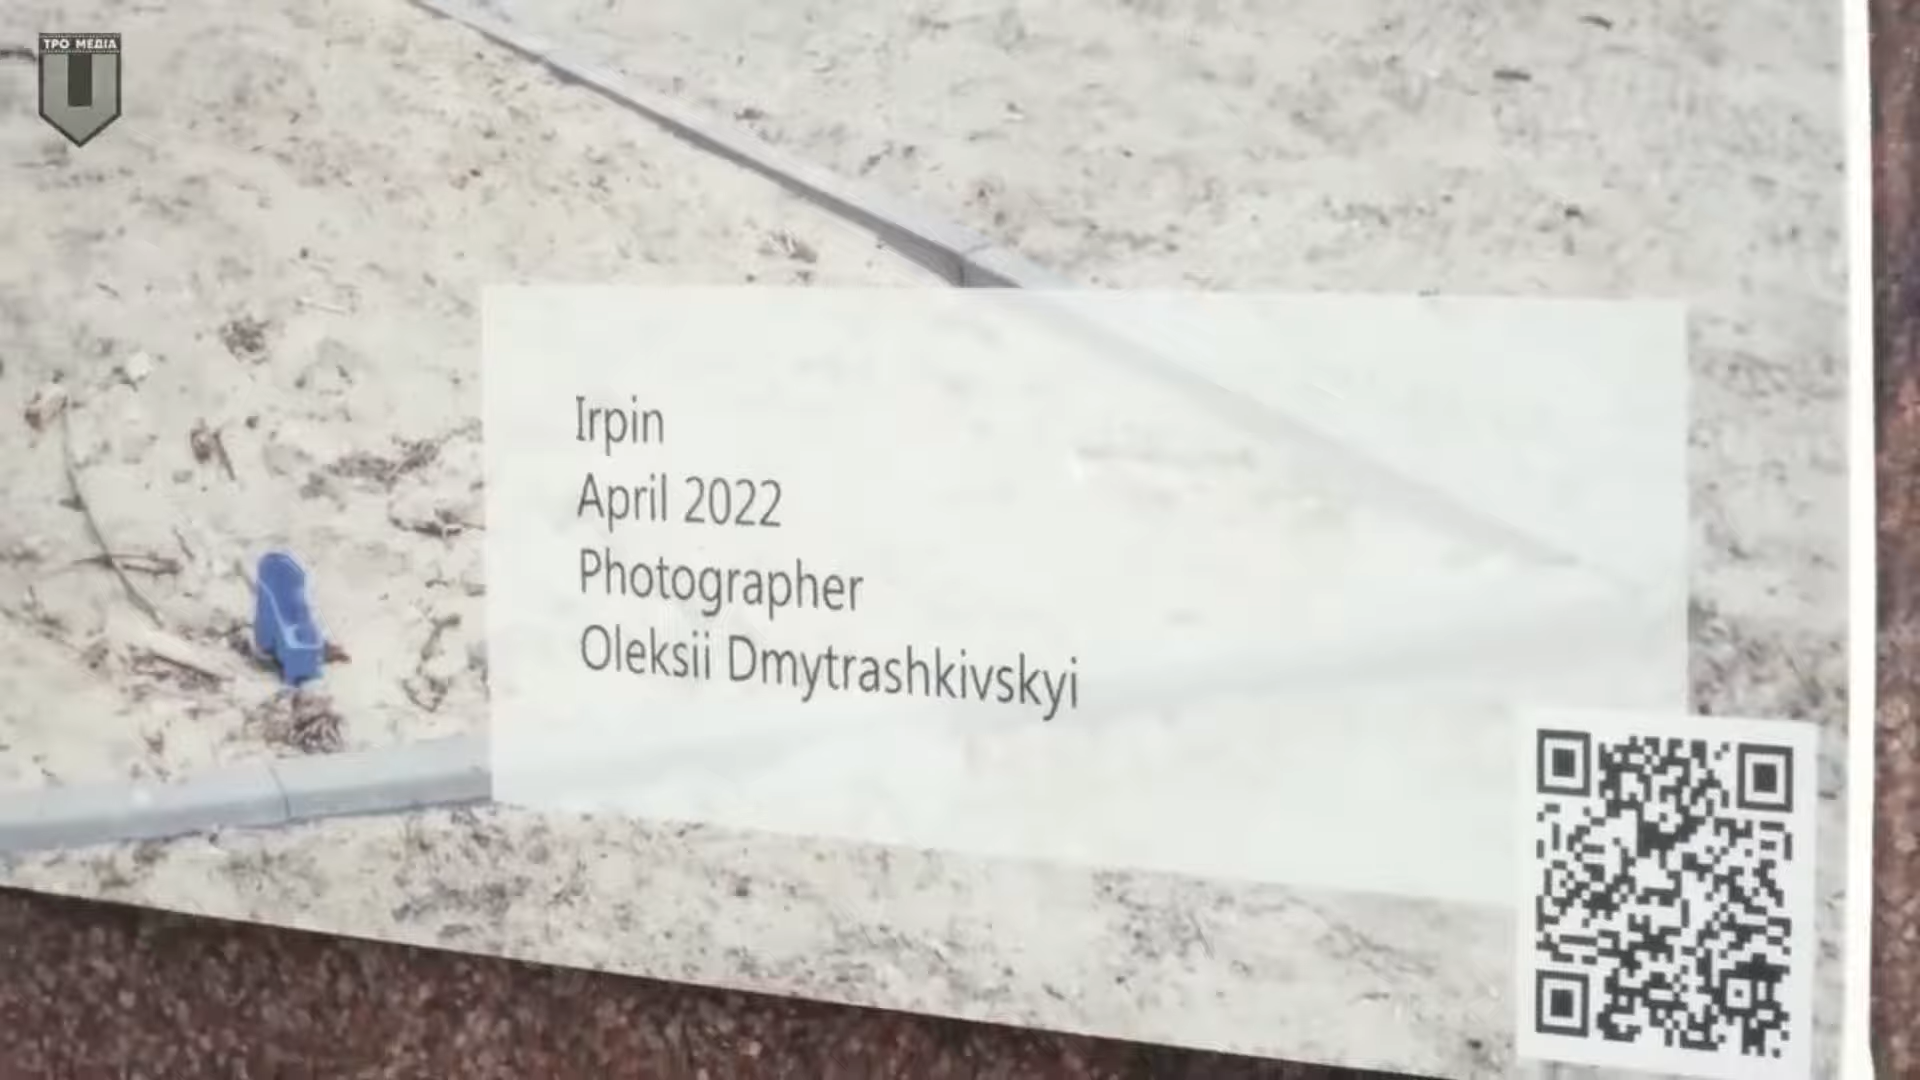 ТРО МЕДІА
Irpin
April 2022
Photographer
Oleksii Dmytrashkivskyi